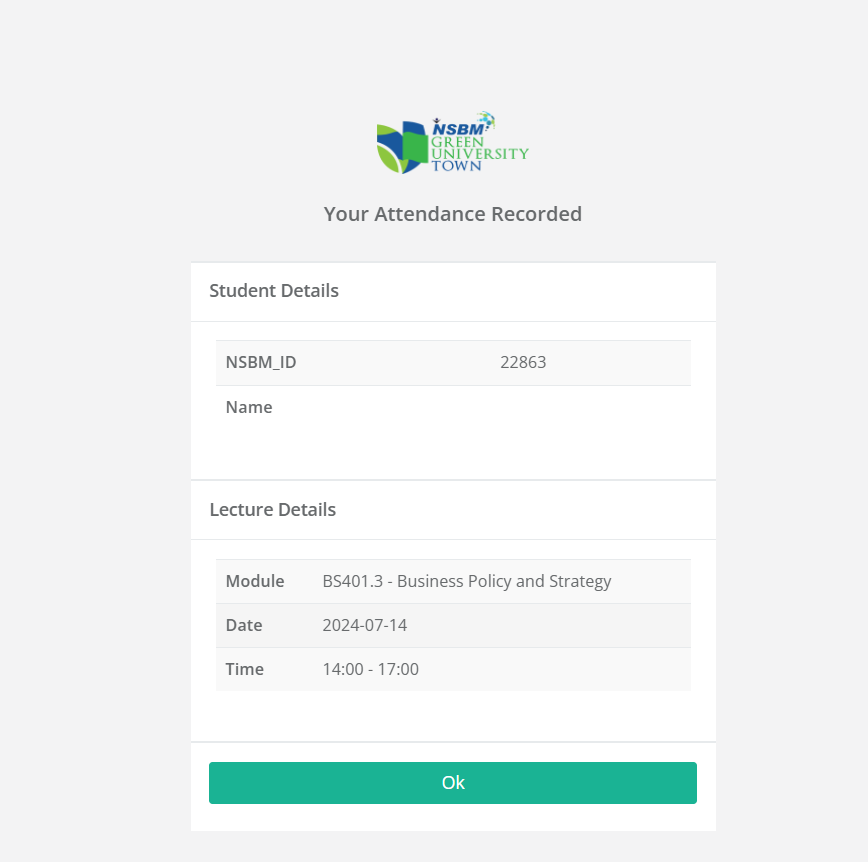 NSBM
GREEN
UNIVERSITY
TOWN
Your Attendance Recorded
Student Details
NSBM_ID 22863
Name
Lecture Details
Module BS401.3 - Business Policy and Strategy
Date 2024-07-14
Time 14:00 - 17:00
Ok